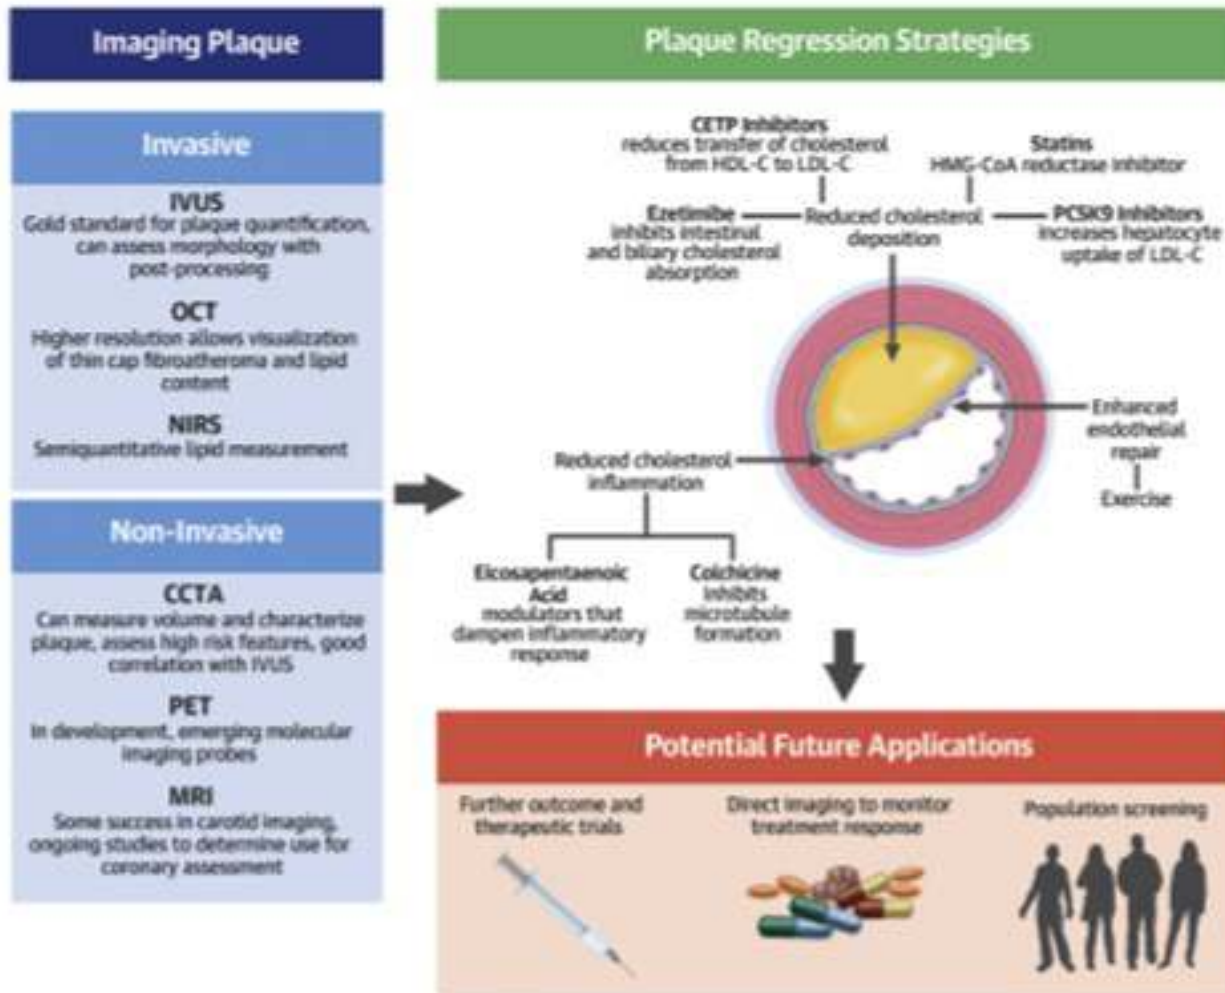 Imaging Plaque
Invasive
IVUS
Gold standard for plaque quantification,
can assess morphology with
post-processing
OCT
Higher resolution allows visualization
of thin cap fibroatheroma and lipid
content
NIRS
Semiquantitative lipid measurement
Non-Invasive
CCTA
Can measure volume and characterize
plaque, assess high risk features, good
correlation with IVUS
PET
In development, emerging molecular
imaging probes
MRI
Some success in carotid imaging,
ongoing studies to determine use for
coronary assessment
Plaque Regression Strategies
CETP Inhibitors
reduces transfer of cholesterol
from HDL-C to LDL-C
Statins
HMG-CoA reductase inhibitor
Ezetimibe
inhibits intestinal
and biliary cholesterol
absorption
Reduced cholesterol
deposition
PCSK9 Inhibitors
increases hepatocyte
uptake of LDL-C
Enhanced
endothelial
repair
Exercise
Reduced cholesterol
inflammation
Eicosapentaenoic
Acid
modulators that
dampen inflammatory
response
Colchicine
Inhibits
microtubule
formation
Potential Future Applications
Further outcome and
therapeutic trials
Direct imaging to monitor
treatment response
Population screening